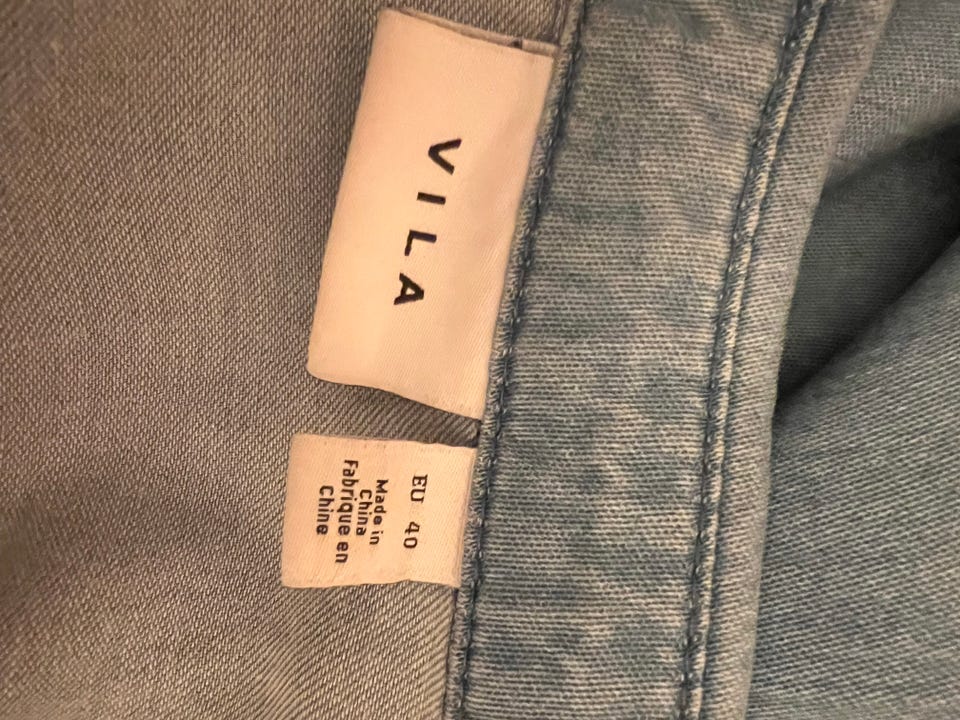 VILA
EU 40
Made in
China
Fabrique en
Chine